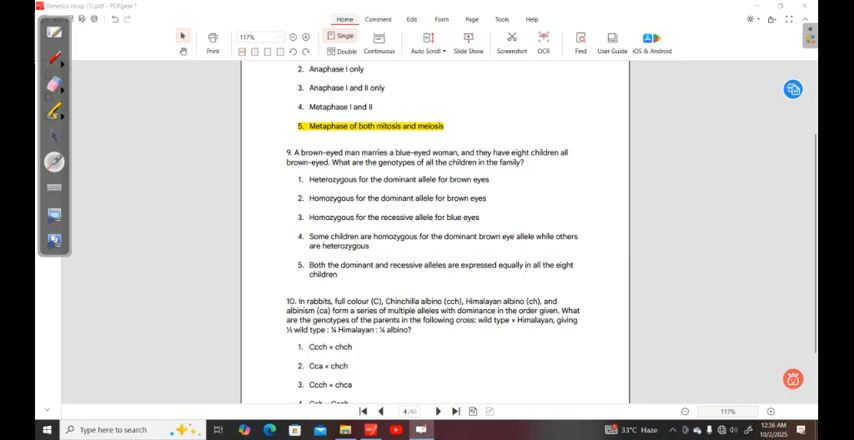 Genetics mcqs (1).pdf - PDFgear *
Home Comment Edit Form Page Tools Help
117% Single
Print Double Continuous Auto Scroll Slide Show Screenshot OCR Find User Guide iOS & Android
2. Anaphase I only
3. Anaphase I and II only
4. Metaphase I and II
5. Metaphase of both mitosis and meiosis
9. A brown-eyed man marries a blue-eyed woman, and they have eight children all
brown-eyed. What are the genotypes of all the children in the family?
1. Heterozygous for the dominant allele for brown eyes
2. Homozygous for the dominant allele for brown eyes
3. Homozygous for the recessive allele for blue eyes
4. Some children are homozygous for the dominant brown eye allele while others
are heterozygous
5. Both the dominant and recessive alleles are expressed equally in all the eight
children
10. In rabbits, full colour (C), Chinchilla albino (cch), Himalayan albino (ch), and
albinism (ca) form a series of multiple alleles with dominance in the order given. What
are the genotypes of the parents in the following cross: wild type × Himalayan, giving
½ wild type : ¼ Himalayan : ¼ albino?
1. Ccch × chch
2. Cca × chch
3. Ccch × chca
4/45 117%
Type here to search
33°C Haze
12:36 AM
10/2/2025